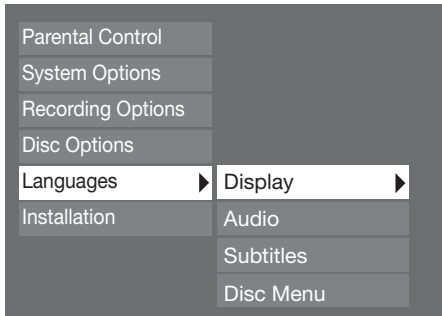 Parental Control
System Options
Recording Options
Disc Options
Languages
Installation
Display
Audio
Subtitles
Disc Menu